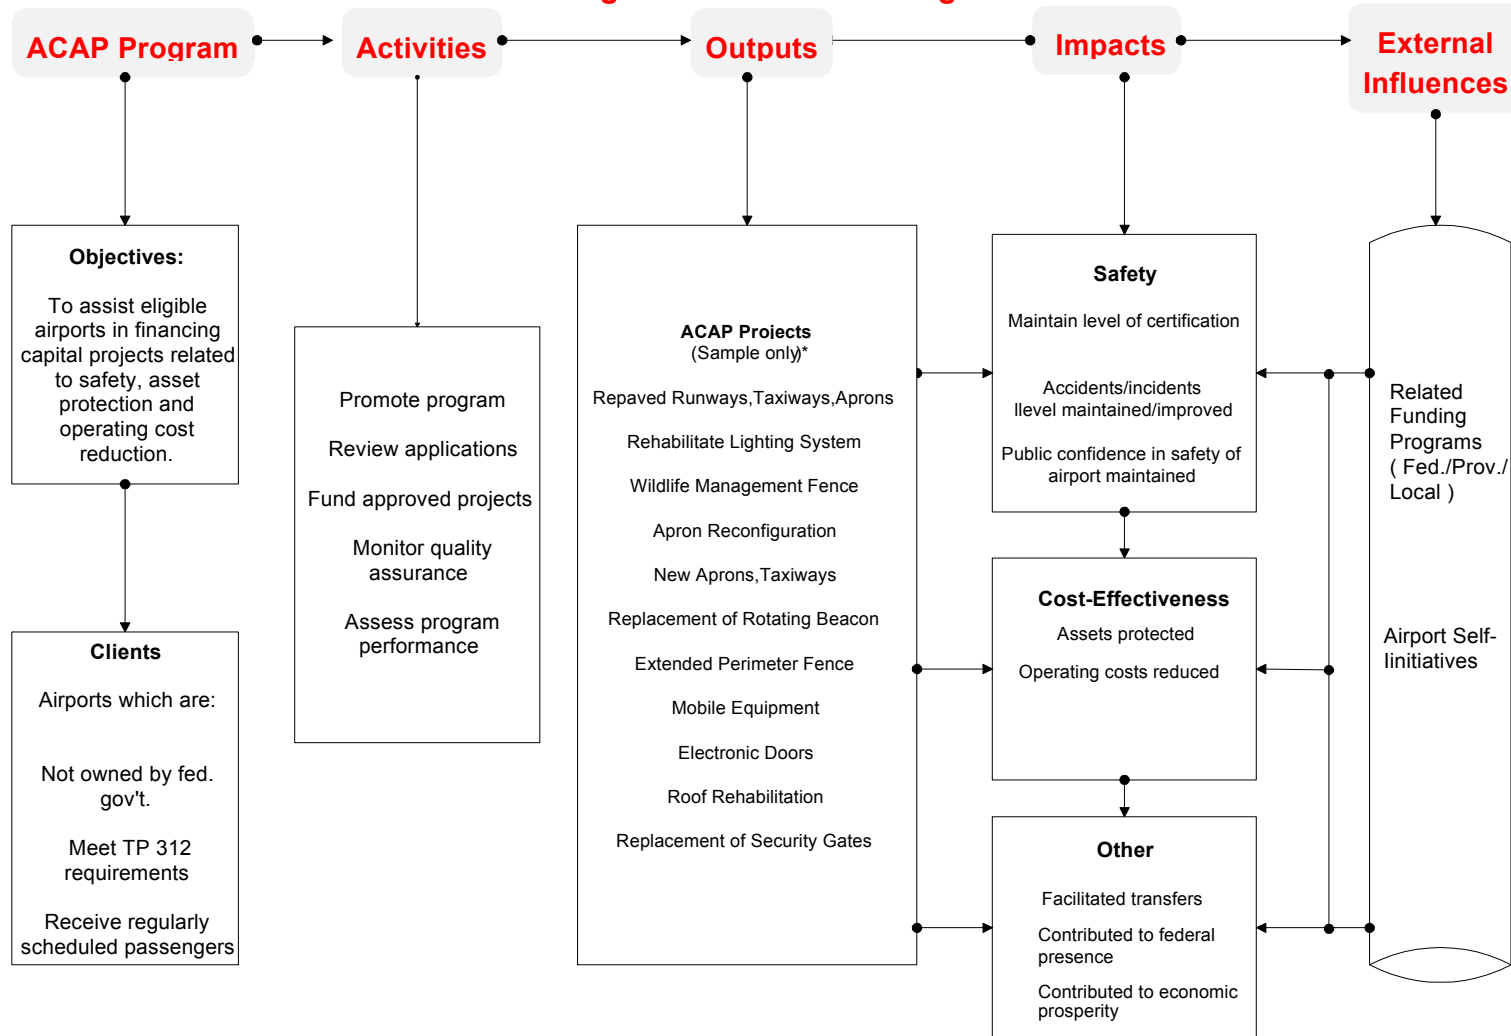 ACAP Program
Activities
Outputs
Impacts
External
Influences
Objectives:
To assist eligible
airports in financing
capital projects related
to safety, asset
protection and
operating cost
reduction.
Clients
Airports which are:
Not owned by fed.
gov't.
Meet TP 312
requirements
Receive regularly
scheduled passengers
Promote program
Review applications
Fund approved projects
Monitor quality
assurance
Assess program
performance
ACAP Projects
(Sample only)*
Repaved Runways,Taxiways,Aprons
Rehabilitate Lighting System
Wildlife Management Fence
Apron Reconfiguration
New Aprons,Taxiways
Replacement of Rotating Beacon
Extended Perimeter Fence
Mobile Equipment
Electronic Doors
Roof Rehabilitation
Replacement of Security Gates
Safety
Maintain level of certification
Accidents/incidents
llevel maintained/improved
Public confidence in safety of
airport maintained
Cost-Effectiveness
Assets protected
Operating costs reduced
Other
Facilitated transfers
Contributed to federal
presence
Contributed to economic
prosperity
Related
Funding
Programs
( Fed./Prov./
Local )
Airport Self-
Iinitiatives